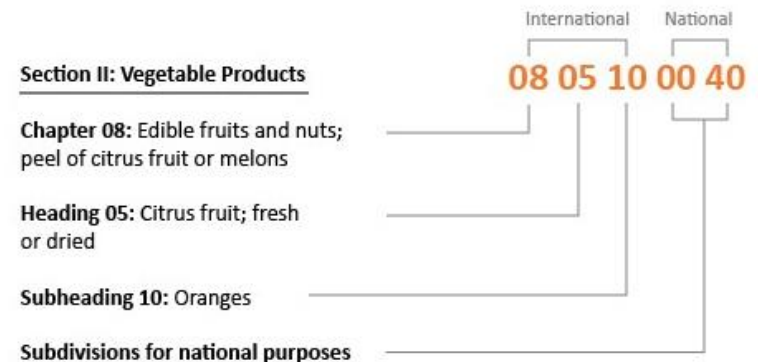 International National
08 05 10 00 40
Section II: Vegetable Products
Chapter 08: Edible fruits and nuts;
peel of citrus fruit or melons
Heading 05: Citrus fruit; fresh
or dried
Subheading 10: Oranges
Subdivisions for national purposes